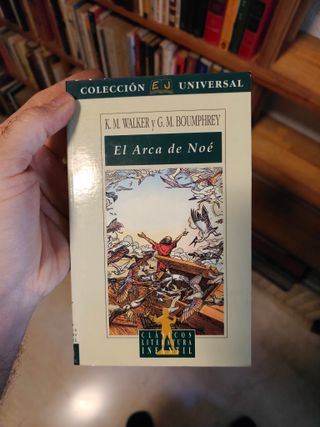 COLECCIÓN EJ UNIVERSAL
K. M. WALKER y G. M. BOUMPHREY
El Arca de Noé
CLÁSICOS
LITERATURA
INFANTIL